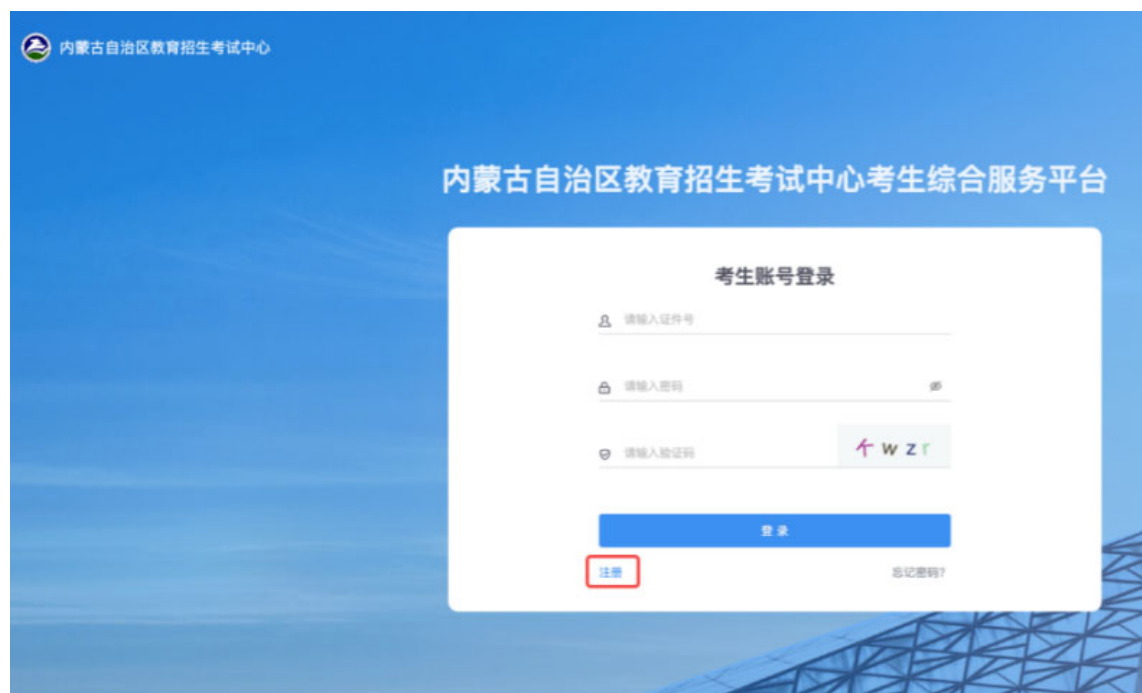 内蒙古自治区教育招生考试中心
内蒙古自治区教育招生考试中心考生综合服务平台
考生账号登录
请输入证件号
请输入密码
请输入验证码
k w z r
登 录
注册
忘记密码?